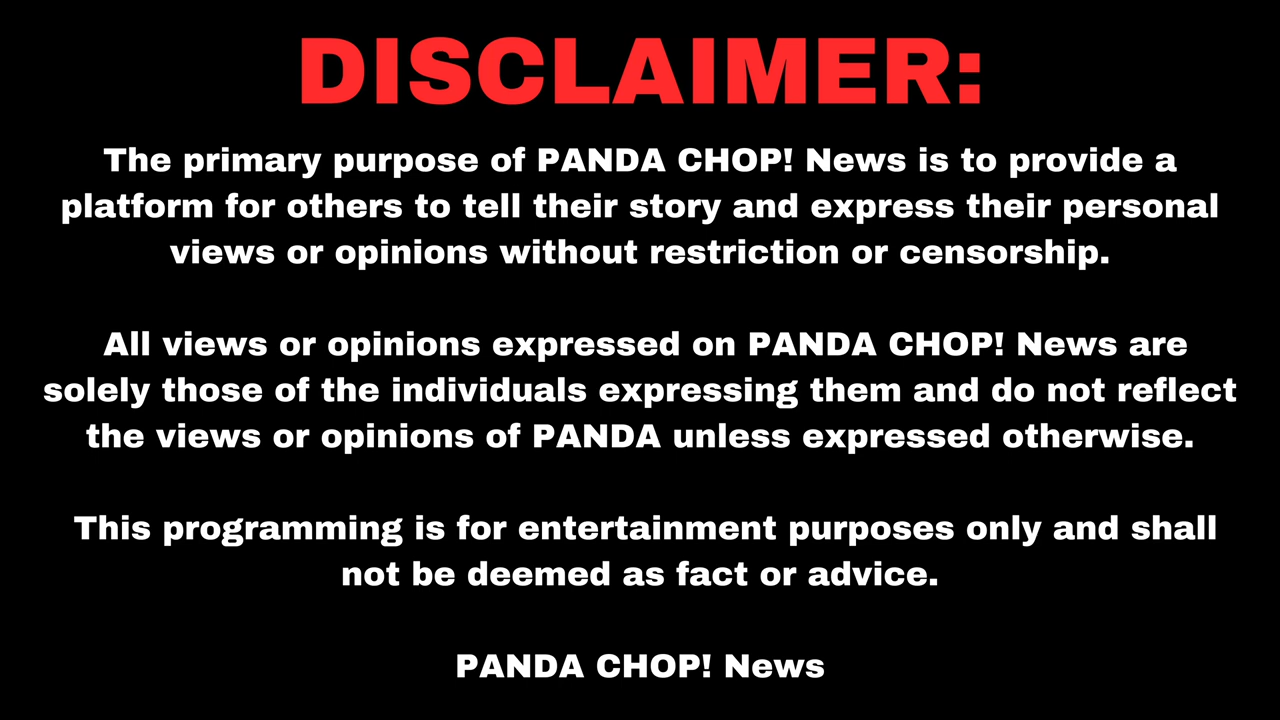 DISCLAIMER:
The primary purpose of PANDA CHOP! News is to provide a
platform for others to tell their story and express their personal
views or opinions without restriction or censorship.
All views or opinions expressed on PANDA CHOP! News are
solely those of the individuals expressing them and do not reflect
the views or opinions of PANDA unless expressed otherwise.
This programming is for entertainment purposes only and shall
not be deemed as fact or advice.
PANDA CHOP! News